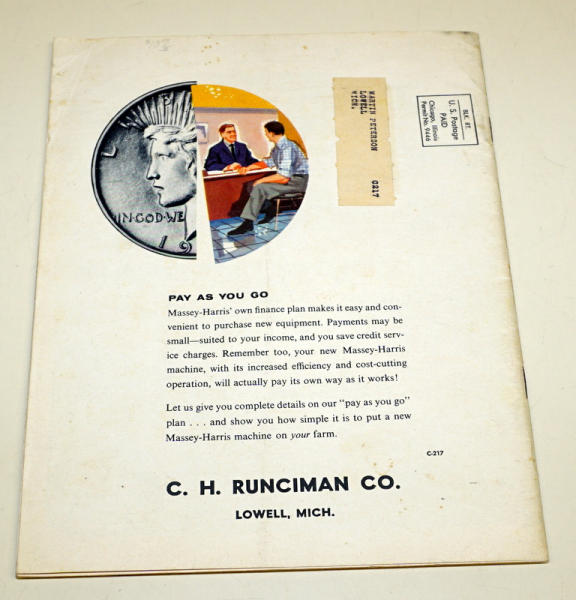 L
IN·GOD·WE
19
MARTIN PETERSON
LOWELL
MICH.
C217
BLK. RT.
U. S. Postage
PAID
Chicago, Illinois
Permit No. 9446
PAY AS YOU GO
Massey-Harris' own finance plan makes it easy and con-
venient to purchase new equipment. Payments may be
small—suited to your income, and you save credit serv-
ice charges. Remember too, your new Massey-Harris
machine, with its increased efficiency and cost-cutting
operation, will actually pay its own way as it works!
Let us give you complete details on our "pay as you go"
plan . . . and show you how simple it is to put a new
Massey-Harris machine on your farm.
C-217
C. H. RUNCIMAN CO.
LOWELL, MICH.